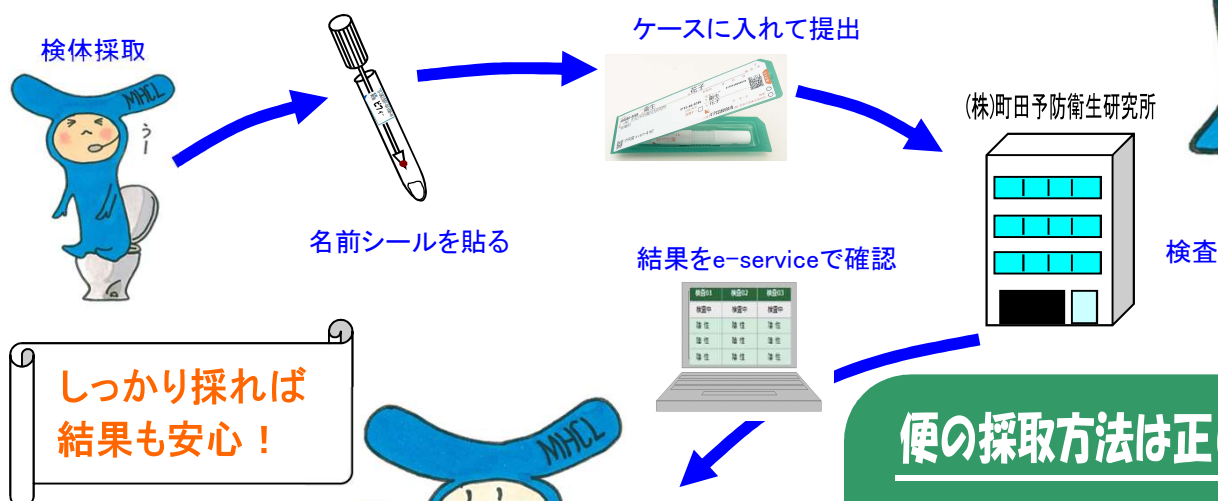 検体採取
MHCL
うー
名前シールを貼る
ケースに入れて提出
(株)町田予防衛生研究所
検査
結果をe-serviceで確認
検査01 検査02 検査03
検査中 検査中 検査中
陰性 陰性 陰性
陰性 陰性 陰性
陰性 陰性 陰性
しっかり採れば
結果も安心！
MHCL
便の採取方法は正